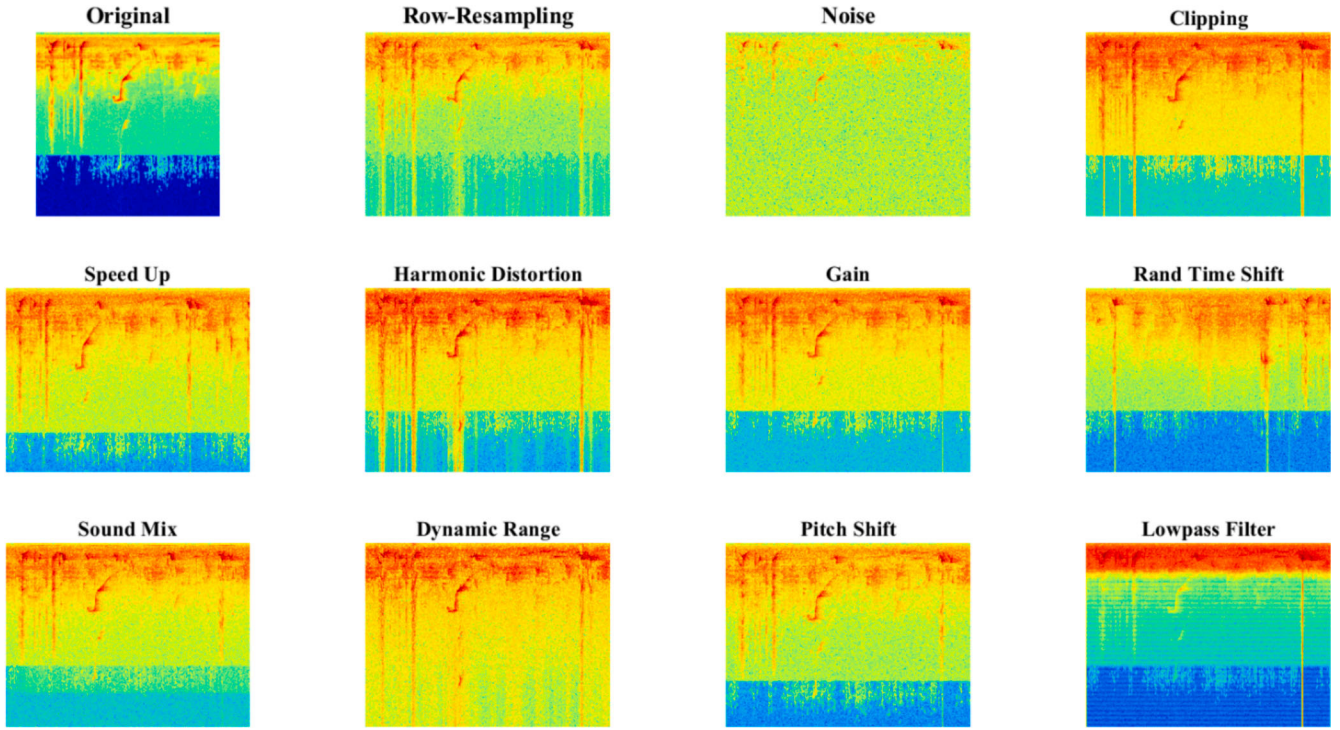 Original
Row-Resampling
Noise
Clipping
Speed Up
Harmonic Distortion
Gain
Rand Time Shift
Sound Mix
Dynamic Range
Pitch Shift
Lowpass Filter